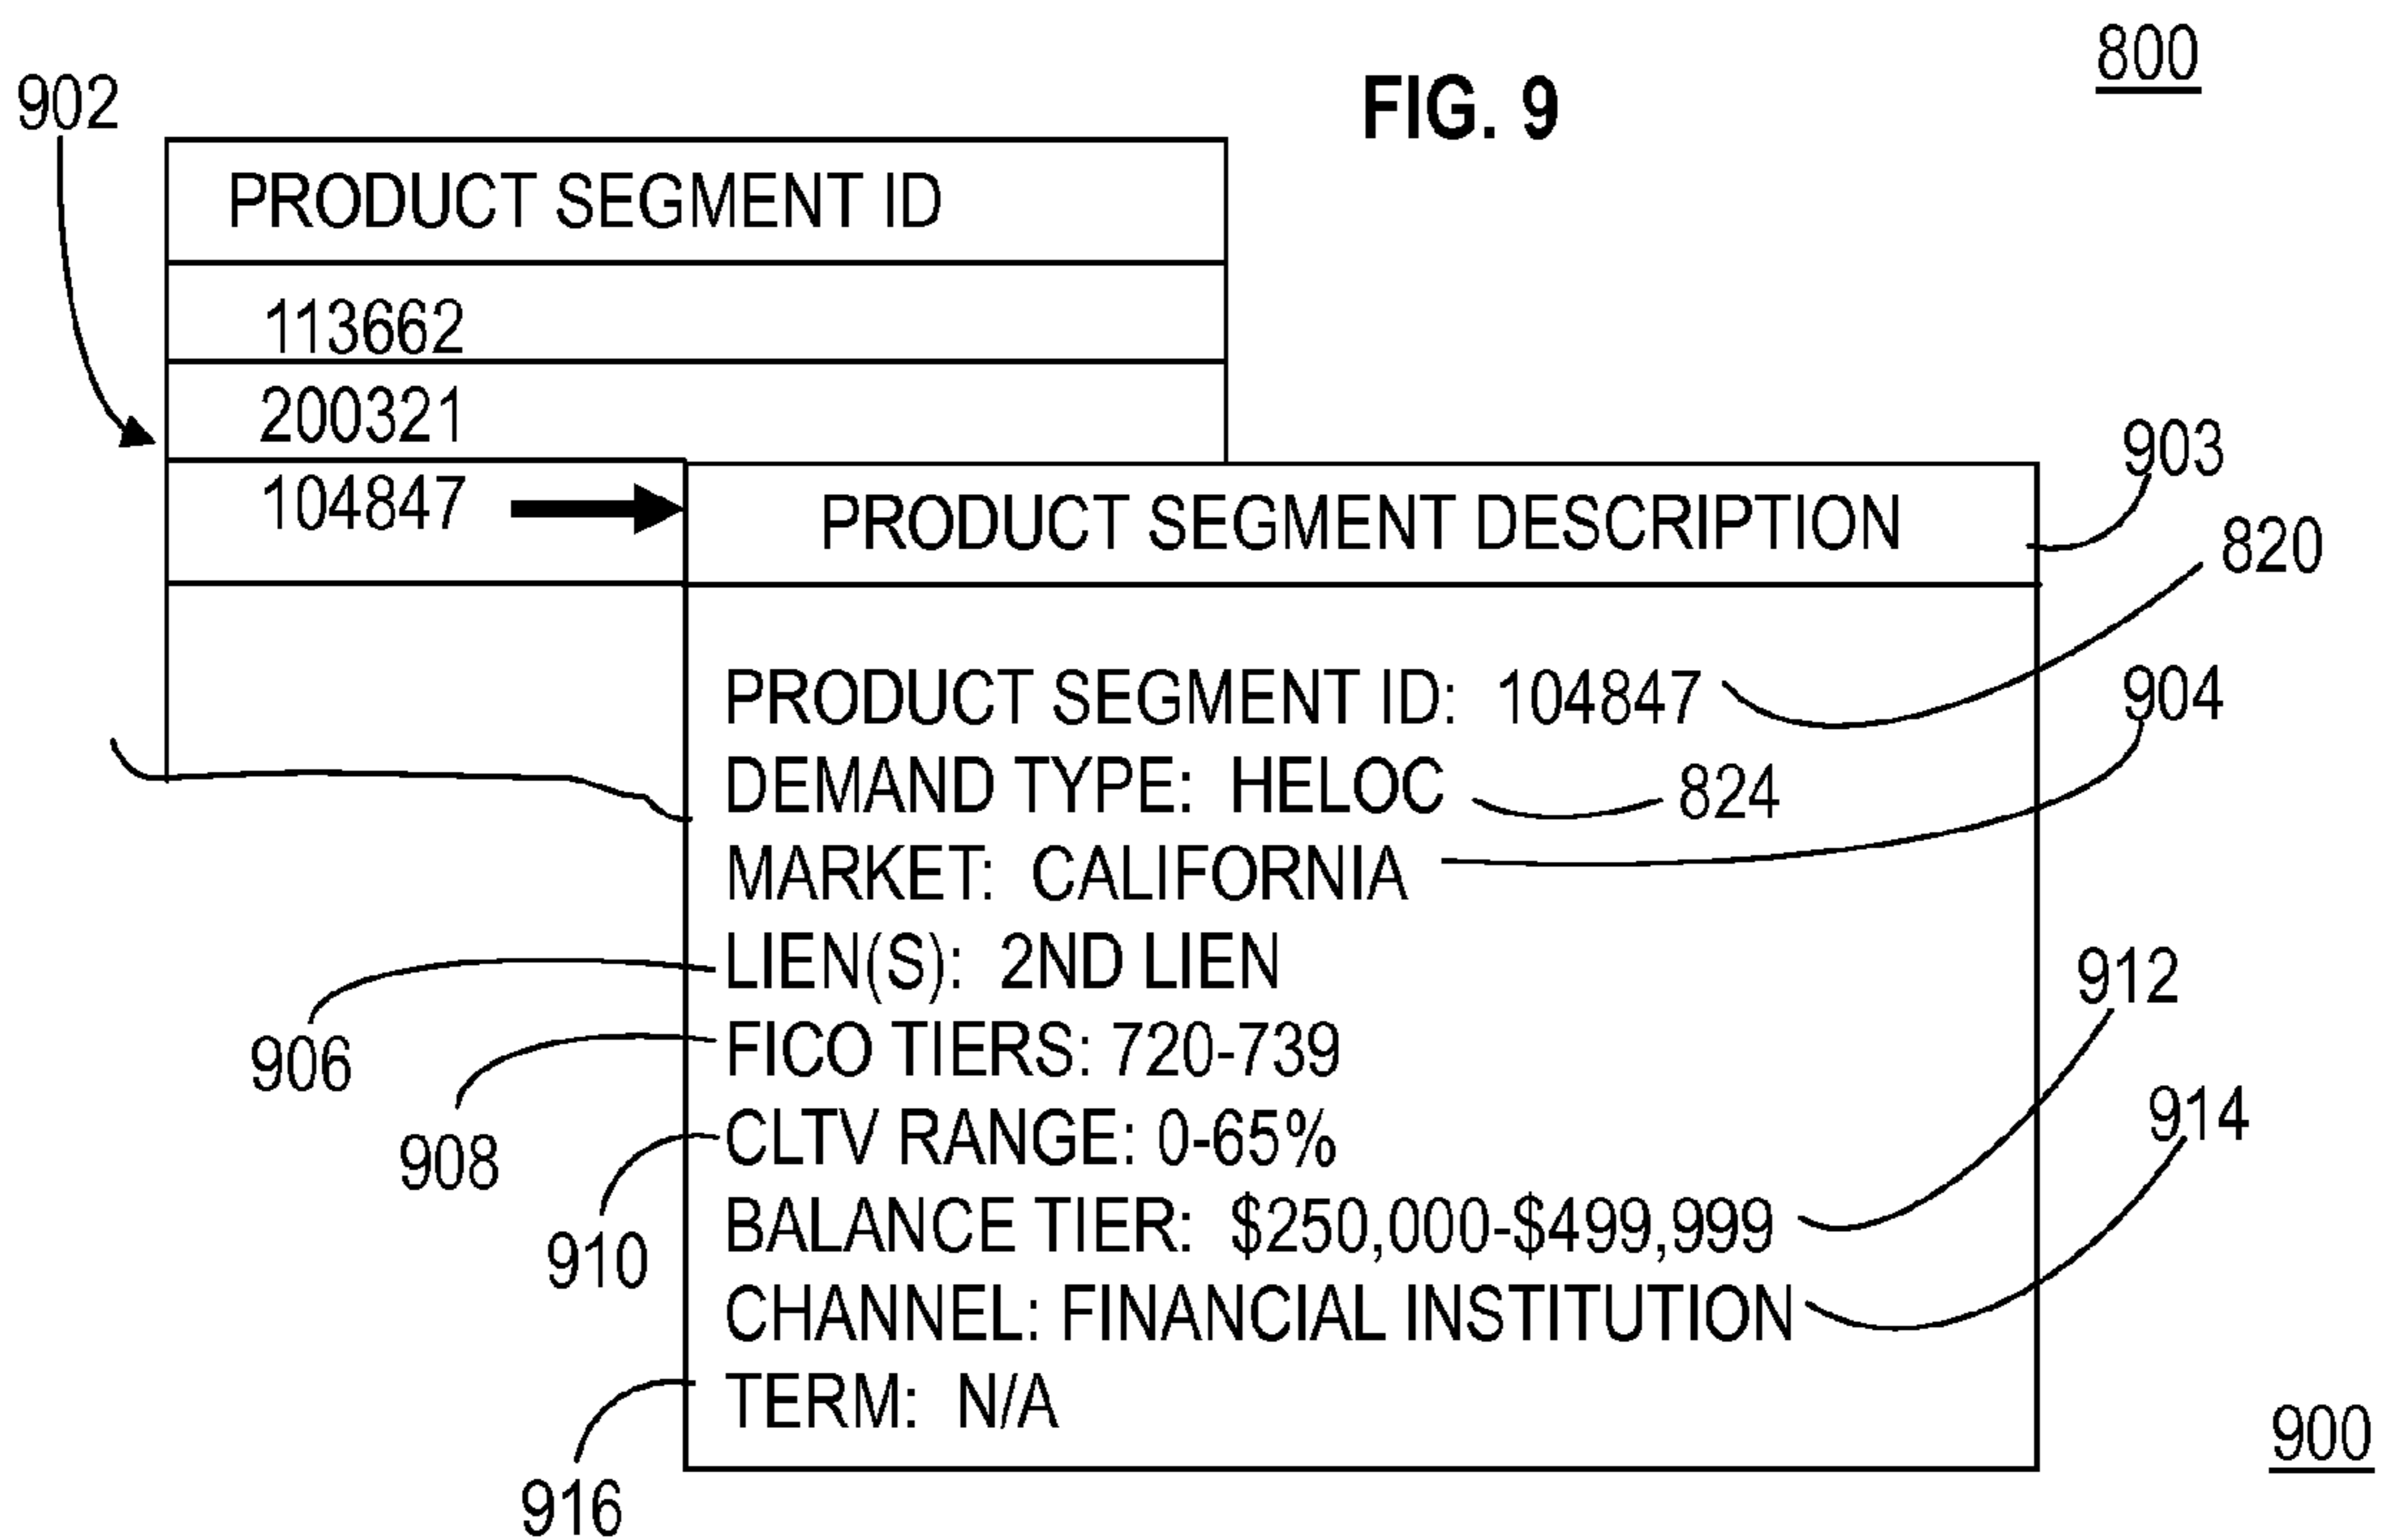 800
FIG. 9
902
PRODUCT SEGMENT ID
113662
200321
104847
903
PRODUCT SEGMENT DESCRIPTION
820
PRODUCT SEGMENT ID: 104847
904
DEMAND TYPE: HELOC
824
MARKET: CALIFORNIA
LIEN(S): 2ND LIEN
912
906
FICO TIERS: 720-739
908
CLTV RANGE: 0-65%
914
910
BALANCE TIER: $250,000-$499,999
CHANNEL: FINANCIAL INSTITUTION
TERM: N/A
900
916